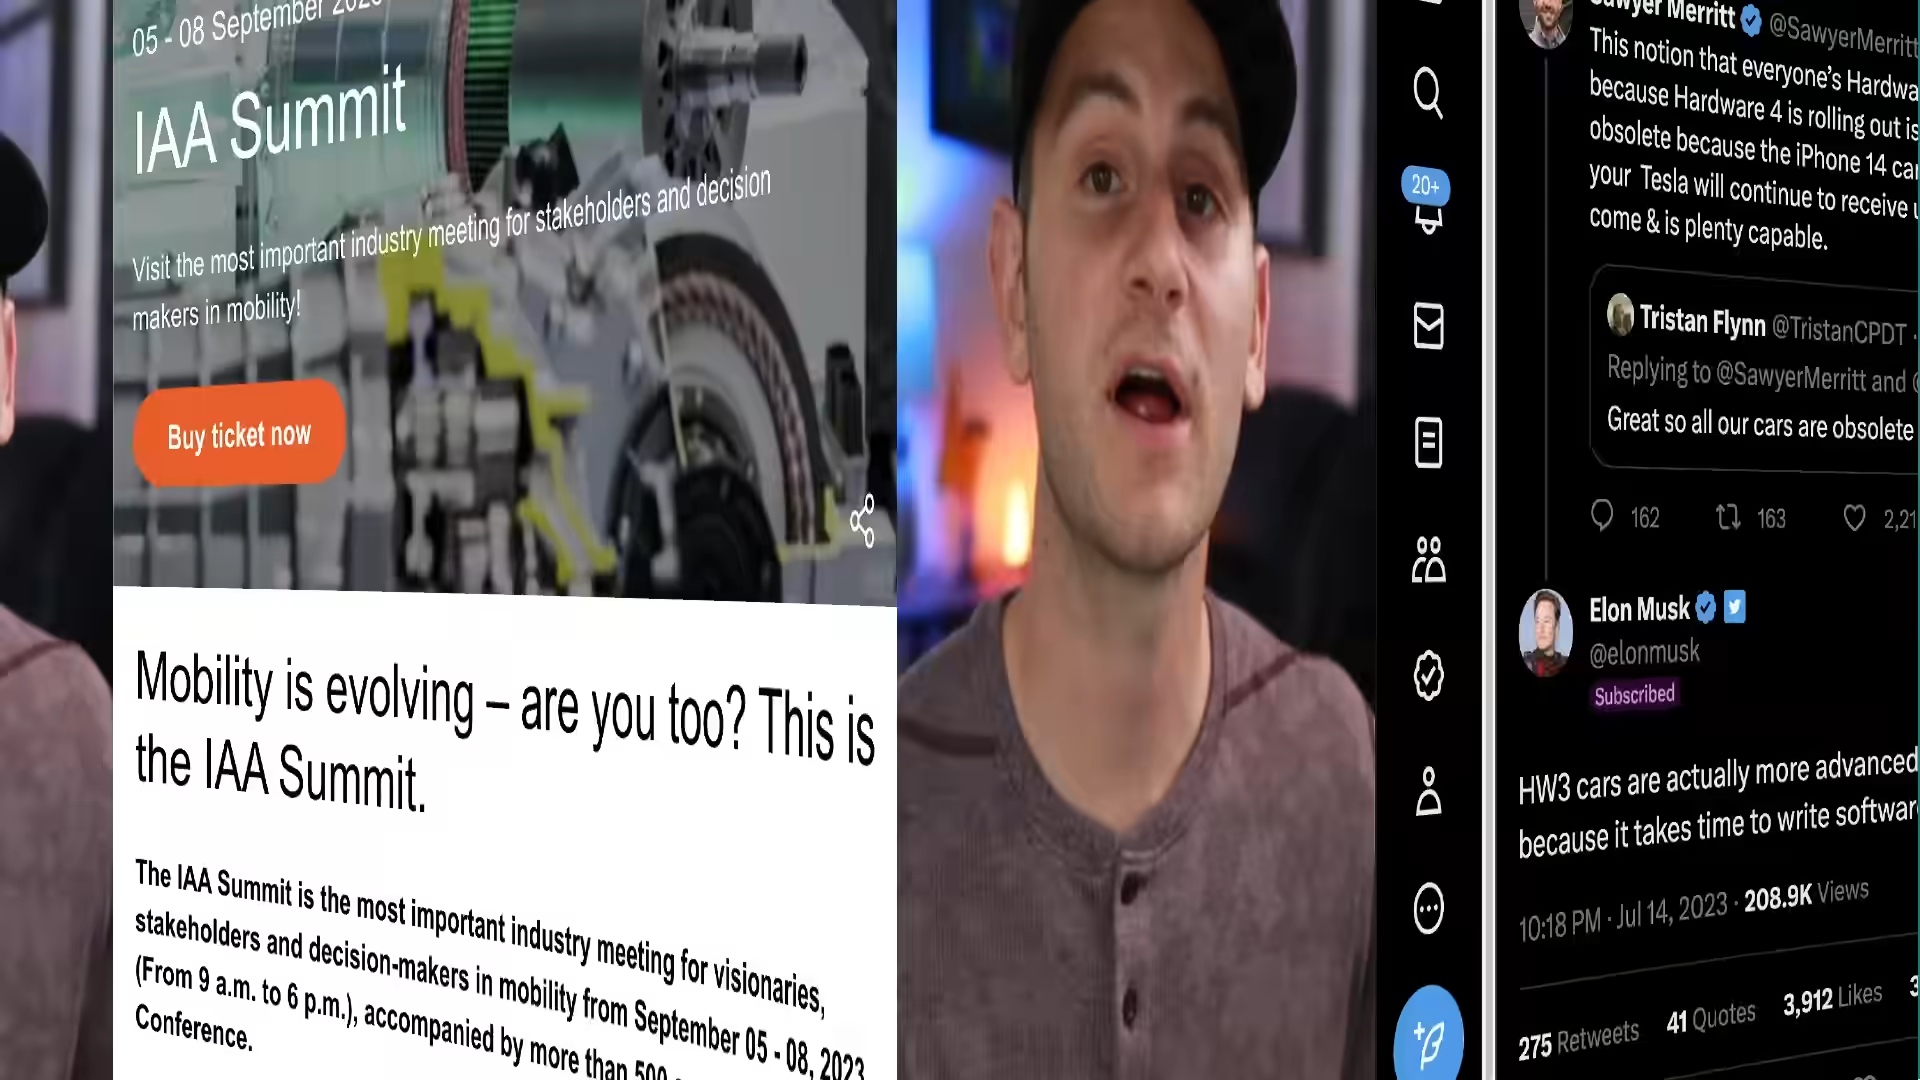 05 - 08 September 2023
IAA Summit
Visit the most important industry meeting for stakeholders and decision
makers in mobility!
Buy ticket now
Mobility is evolving – are you too? This is
the IAA Summit.
The IAA Summit is the most important industry meeting for visionaries,
stakeholders and decision-makers in mobility from September 05 - 08, 2023
(From 9 a.m. to 6 p.m.), accompanied by more than 500
Conference.
20+
Sawyer Merritt @SawyerMerritt
This notion that everyone's
because Hardware 4 is rolling out is
obsolete because the iPhone 14
your Tesla will continue to receive
come & is plenty capable.
Tristan Flynn @TristanCPDT ·
Replying to @SawyerMerritt and
Great so all our cars are obsolete
162 163 2,21
Elon Musk
@elonmusk
Subscribed
HW3 cars are actually more advanced
because it takes time to write
10:18 PM · Jul 14, 2023 · 208.9K Views
275 Retweets 41 Quotes 3,912 Likes